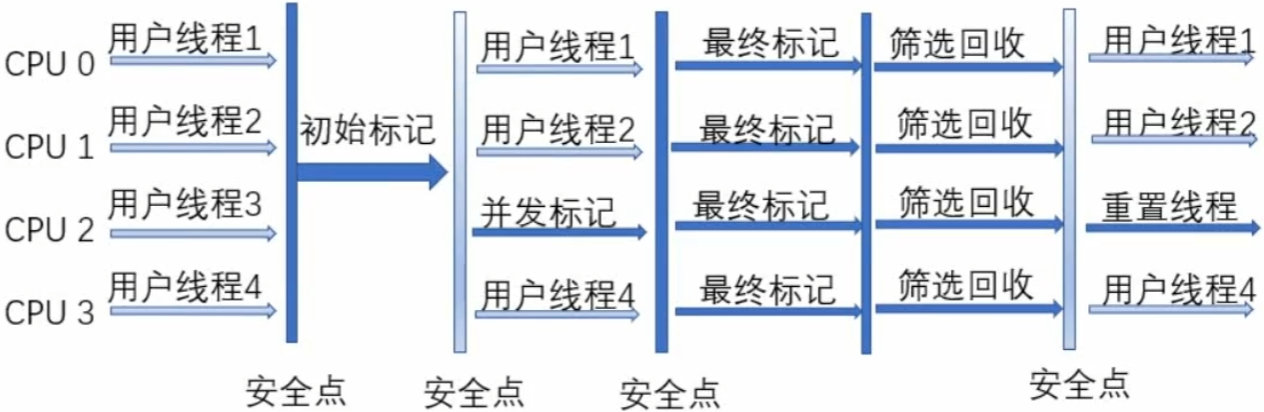 CPU 0 用户线程1 用户线程1 最终标记 筛选回收 用户线程1
CPU 1 用户线程2 初始标记 用户线程2 最终标记 筛选回收 用户线程2
CPU 2 用户线程3 并发标记 最终标记 筛选回收 重置线程
CPU 3 用户线程4 用户线程4 最终标记 筛选回收 用户线程4
安全点 安全点 安全点 安全点